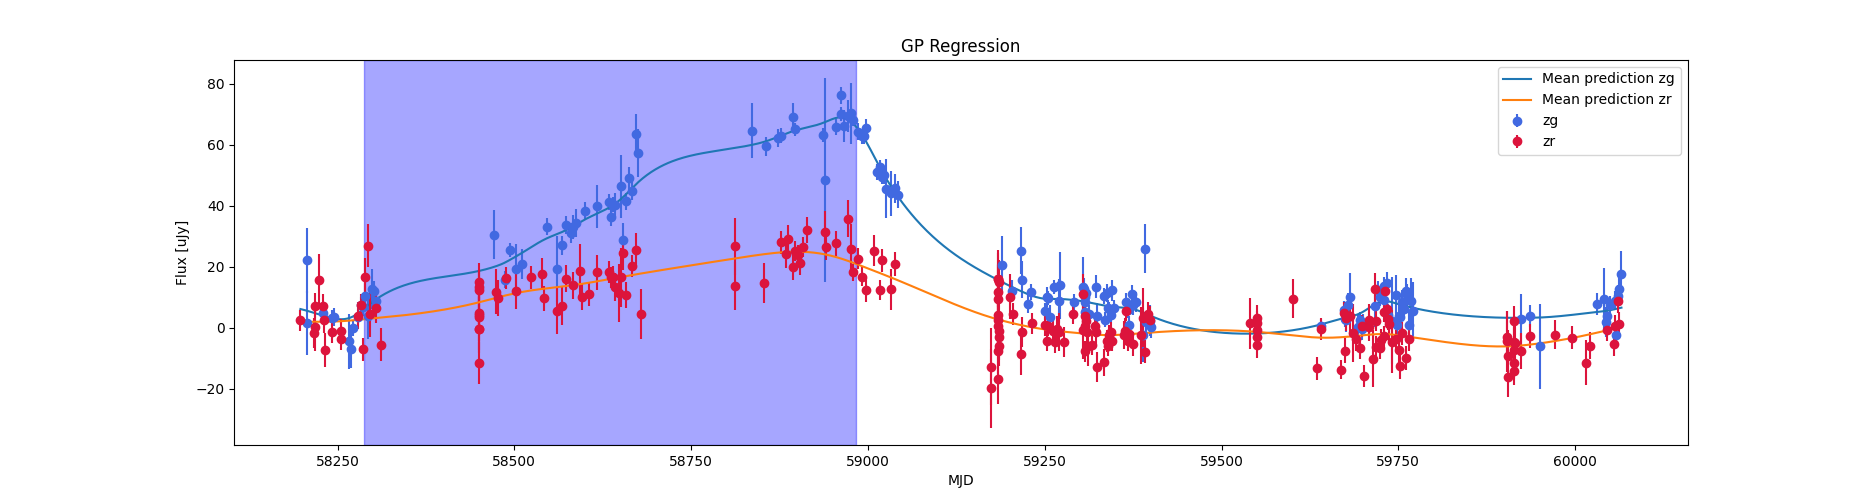 GP Regression
Flux [uJy]
80
60
40
20
0
−20
58250 58500 58750 59000 59250 59500 59750 60000
MJD
Mean prediction zg
Mean prediction zr
zg
zr